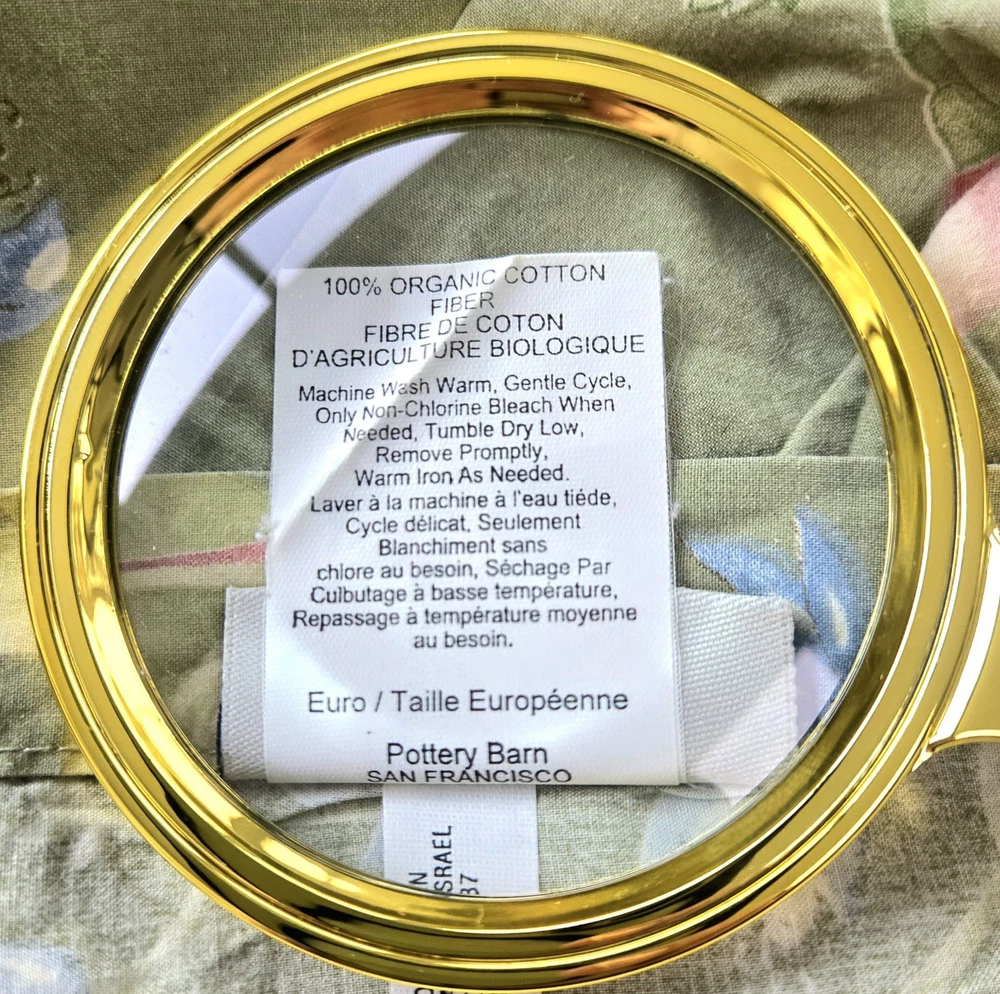 100% ORGANIC COTTON
FIBER
FIBRE DE COTON
D'AGRICULTURE BIOLOGIQUE
Machine Wash Warm, Gentle Cycle,
Only Non-Chlorine Bleach When
Needed, Tumble Dry Low,
Remove Promptly,
Warm Iron As Needed.
Laver à la machine à l'eau tiéde,
Cycle délicat, Seulement
Blanchiment sans
chlore au besoin, Séchage Par
Culbutage à basse température,
Repassage à température moyenne
au besoin.
Euro / Taille Européenne
Pottery Barn
SAN FRANCISCO